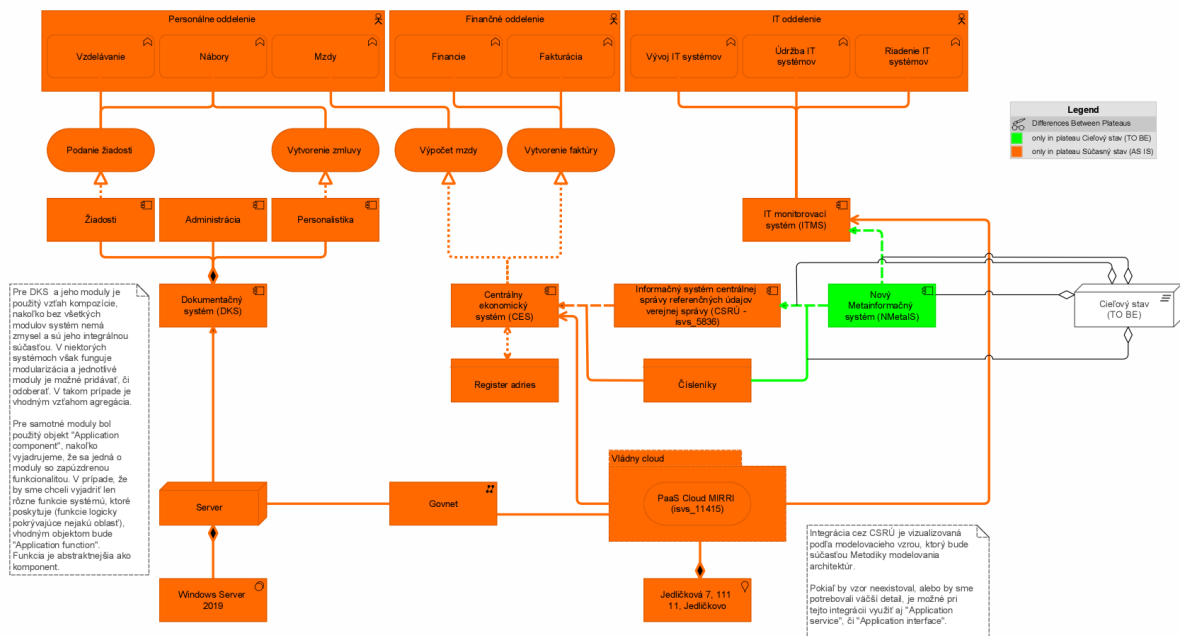 Personálne oddelenie
Vzdelávanie
Nábory
Mzdy
Finančné oddelenie
Financie
Fakturácia
IT oddelenie
Vývoj IT systémov
Údržba IT
systémov
Riadenie IT
systémov
Legend
Differences Between Plateaus
only in plateau Cieľový stav (TO BE)
only in plateau Súčasný stav (AS IS)
Podanie žiadosti
Vytvorenie zmluvy
Výpočet mzdy
Vytvorenie faktúry
Žiadosti
Administrácia
Personalistika
IT monitorovací
systém (ITMS)
Pre DKS a jeho moduly je
použitý vzťah kompozície,
nakoľko bez všetkých
modulov systém nemá
zmysel a sú jeho integrálnou
súčasťou. V niektorých
systémoch však funguje
modularizácia a jednotlivé
moduly je možné pridávať, či
odoberať. V takom prípade je
vhodným vzťahom agregácia.
Pre samotné moduly bol
použitý objekt "Application
component", nakoľko
vyjadrujeme, že sa jedná o
moduly so zapúzdrenou
funkcionalitou. V prípade, že
by sme chceli vyjadriť len
rôzne funkcie systému, ktoré
poskytuje (funkcie logicky
pokrývajúce nejakú oblasť),
vhodným objektom bude
"Application function".
Funkcia je abstraktnejšia ako
komponent.
Dokumentačný
systém (DKS)
Centrálny
ekonomický
systém (CES)
Informačný systém centrálnej
správy referenčných údajov
verejnej správy (CSRÚ -
isvs_5836)
Nový
Metainformačný
systém (NMetaIS)
Cieľový stav
(TO BE)
Register adries
Čísleníky
Vládny cloud
PaaS Cloud MIRRI
(isvs_11415)
Server
Govnet
Windows Server
2019
Jedličková 7, 111
11, Jedličkovo
Integrácia cez CSRÚ je vizualizovaná
podľa modelovacieho vzoru, ktorý bude
súčasťou Metodiky modelovania
architektúr.
Pokiaľ by vzor neexistoval, alebo by sme
potrebovali väčší detail, je možné pri
tejto integrácii využiť aj "Application
service", či "Application interface".